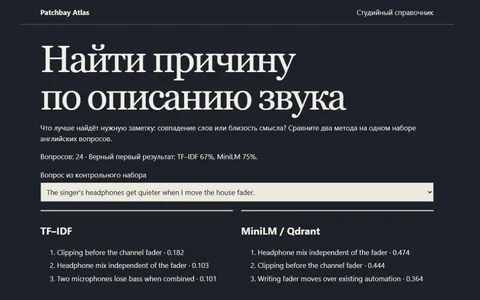 Patchbay Atlas
Студийный справочник
Найти причину
по описанию звука
Что лучше найдёт нужную заметку: совпадение слов или близость смысла? Сравните два метода на одном наборе
английских вопросов.
Вопросов: 24 · Верный первый результат: TF–IDF 67%, MiniLM 75%.
Вопрос из контрольного набора
The singer's headphones get quieter when I move the house fader.
TF–IDF
1. Clipping before the channel fader · 0.182
2. Headphone mix independent of the fader · 0.103
3. Two microphones lose bass when combined · 0.101
MiniLM / Qdrant
1. Headphone mix independent of the fader · 0.474
2. Clipping before the channel fader · 0.444
3. Writing fader moves over existing automation · 0.364